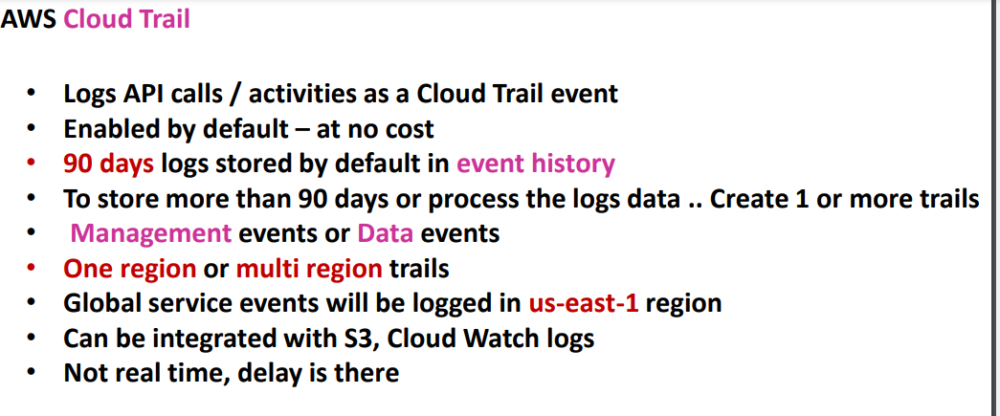 AWS Cloud Trail
• Logs API calls / activities as a Cloud Trail event
• Enabled by default – at no cost
• 90 days logs stored by default in event history
• To store more than 90 days or process the logs data .. Create 1 or more trails
• Management events or Data events
• One region or multi region trails
• Global service events will be logged in us-east-1 region
• Can be integrated with S3, Cloud Watch logs
• Not real time, delay is there